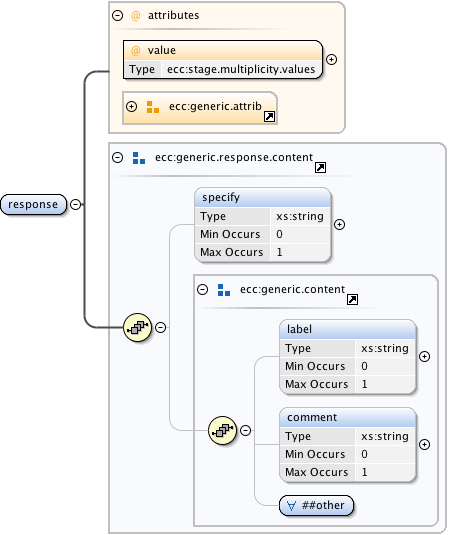 @ attributes
@ value
Type ecc:stage.multiplicity.values
ecc:generic.attrib
ecc:generic.response.content
response
specify
Type xs:string
Min Occurs 0
Max Occurs 1
ecc:generic.content
label
Type xs:string
Min Occurs 0
Max Occurs 1
comment
Type xs:string
Min Occurs 0
Max Occurs 1
∀ ##other